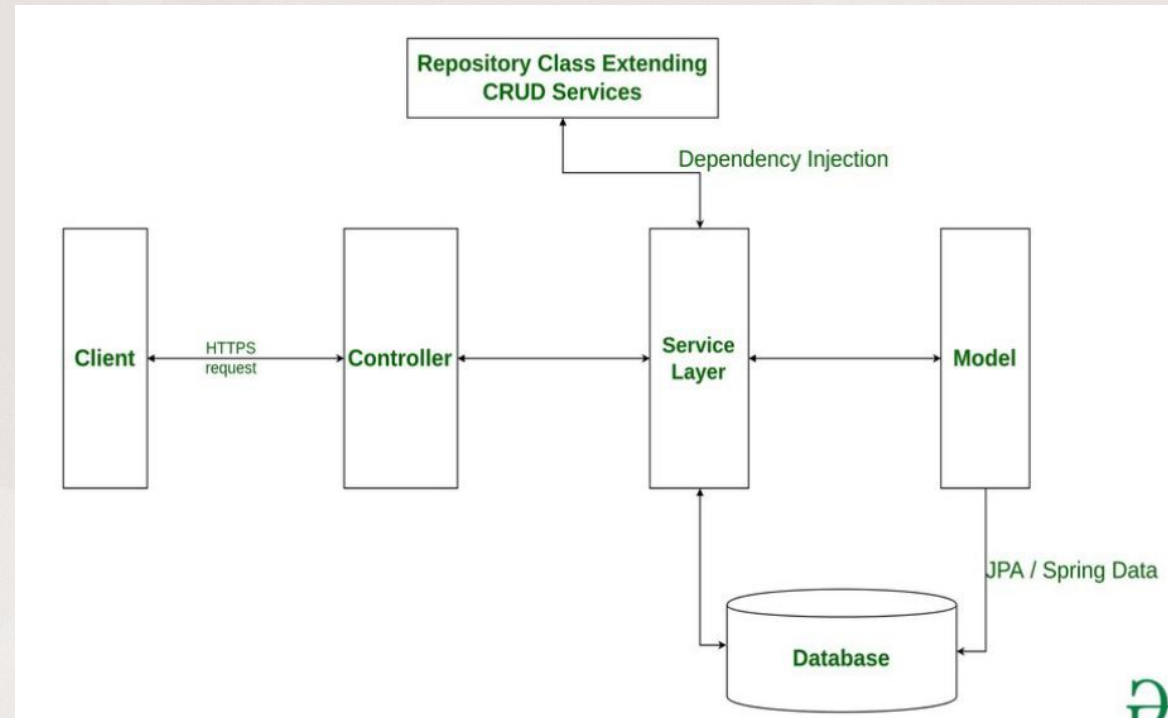 Repository Class Extending
CRUD Services
Dependency Injection
Client
HTTPS
request
Controller
Service
Layer
Model
JPA / Spring Data
Database